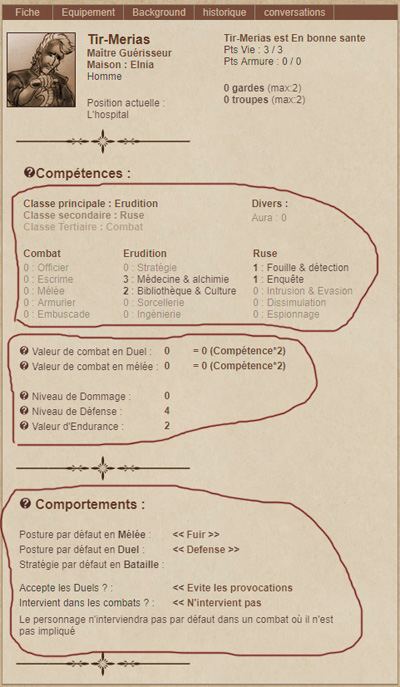 Fiche Equipement Background historique conversations
Tir-Merias
Maître Guérisseur
Maison : Elnia
Homme
Position actuelle :
L'hospital
Tir-Merias est En bonne sante
Pts Vie : 3 / 3
Pts Armure : 0 / 0
0 gardes (max:2)
0 troupes (max:2)
?Compétences :
Classe principale : Erudition
Classe secondaire : Ruse
Classe Tertiaire : Combat
Divers :
Aura : 0
Combat
0 : Officier
0 : Escrime
0 : Mêlée
0 : Armurier
0 : Embuscade
Erudition
0 : Stratégie
3 : Médecine & alchimie
2 : Bibliothèque & Culture
0 : Sorcellerie
0 : Ingénierie
Ruse
1 : Fouille & détection
1 : Enquête
0 : Intrusion & Evasion
0 : Dissimulation
0 : Espionnage
? Valeur de combat en Duel : 0 = 0 (Compétence*2)
? Valeur de combat en mêlée : 0 = 0 (Compétence*2)
? Niveau de Dommage : 0
? Niveau de Défense : 4
? Valeur d'Endurance : 2
? Comportements :
Posture par défaut en Mêlée : << Fuir >>
Posture par défaut en Duel : << Defense >>
Stratégie par défaut en Bataille :
Accepte les Duels ? : << Evite les provocations
Intervient dans les combats ? : << N'intervient pas
Le personnage n'interviendra pas par défaut dans un combat où il n'est
pas impliqué